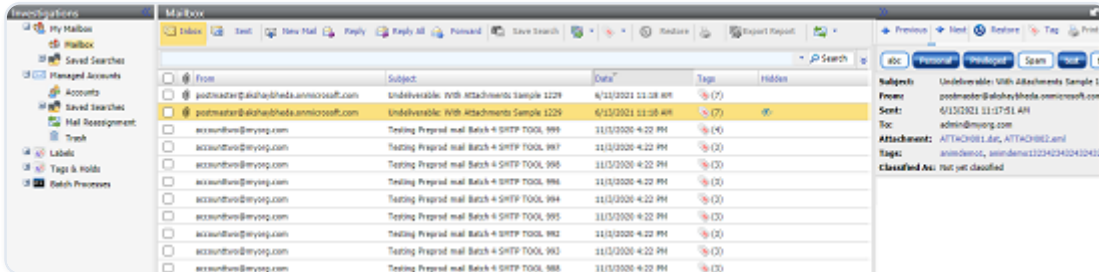 Investigations
My Mailbox
Mailbox
Saved Searches
Managed Accounts
Accounts
Saved Searches
Mail Reassignment
Trash
Labels
Tags & Holds
Batch Processes
Mailbox
Inbox Sent New Mail Reply Reply All Forward Save Search Restore Export Report
Search
From Subject Date Tags Hidden
postmaster@akshaybheda.onmicrosoft.com Undeliverable: With Attachments Sample 1229 6/13/2021 11:18 AM (7)
postmaster@akshaybheda.onmicrosoft.com Undeliverable: With Attachments Sample 1229 6/13/2021 11:18 AM (7)
accounttwo@myorg.com Testing Preprod mail Batch 4 SMTP TOOL 999 11/3/2020 4:22 PM (4)
accounttwo@myorg.com Testing Preprod mail Batch 4 SMTP TOOL 997 11/3/2020 4:22 PM (2)
accounttwo@myorg.com Testing Preprod mail Batch 4 SMTP TOOL 998 11/3/2020 4:22 PM (3)
accounttwo@myorg.com Testing Preprod mail Batch 4 SMTP TOOL 996 11/3/2020 4:22 PM (3)
accounttwo@myorg.com Testing Preprod mail Batch 4 SMTP TOOL 994 11/3/2020 4:22 PM (2)
accounttwo@myorg.com Testing Preprod mail Batch 4 SMTP TOOL 995 11/3/2020 4:22 PM (3)
accounttwo@myorg.com Testing Preprod mail Batch 4 SMTP TOOL 992 11/3/2020 4:22 PM (2)
accounttwo@myorg.com Testing Preprod mail Batch 4 SMTP TOOL 993 11/3/2020 4:22 PM (2)
accounttwo@myorg.com Testing Preprod mail Batch 4 SMTP TOOL 988 11/3/2020 4:22 PM (3)
Previous Next Restore Tag Print
abc Personal Privileged Spam test
Subject: Undeliverable: With Attachments Sample 1
From: postmaster@akshaybheda.onmicrosoft.com
Sent: 6/13/2021 11:17:51 AM
To: admin@myorg.com
Attachment: ATTACH001.dat, ATTACH002.eml
Tags:
Classified As: Not yet classified